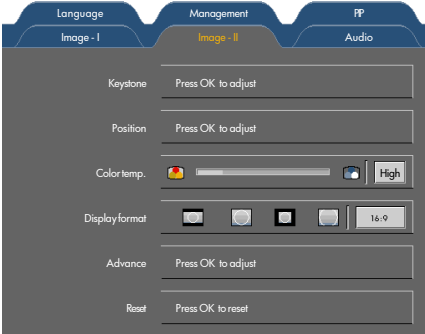 Language Management PIP
Image - I Image - II Audio
Keystone Press OK to adjust
Position Press OK to adjust
Color temp. High
Display format 16:9
Advance Press OK to adjust
Reset Press OK to reset